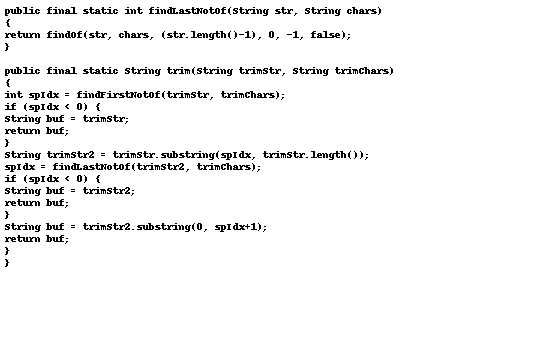 public final static int findLastNotOf(String str, String chars)
{
return findOf(str, chars, (str.length()-1), 0, -1, false);
}
public final static String trim(String trimStr, String trimChars)
{
int spIdx = findFirstNotOf(trimStr, trimChars);
if (spIdx < 0) {
String buf = trimStr;
return buf;
}
String trimStr2 = trimStr.substring(spIdx, trimStr.length());
spIdx = findLastNotOf(trimStr2, trimChars);
if (spIdx < 0) {
String buf = trimStr2;
return buf;
}
String buf = trimStr2.substring(0, spIdx+1);
return buf;
}
}